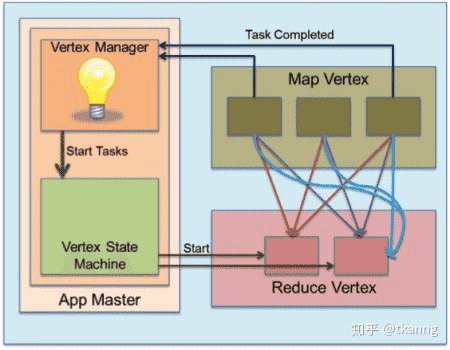 Vertex Manager
Task Completed
Map Vertex
Start Tasks
Vertex State
Machine
Start
App Master
Reduce Vertex
知乎 @tkanng